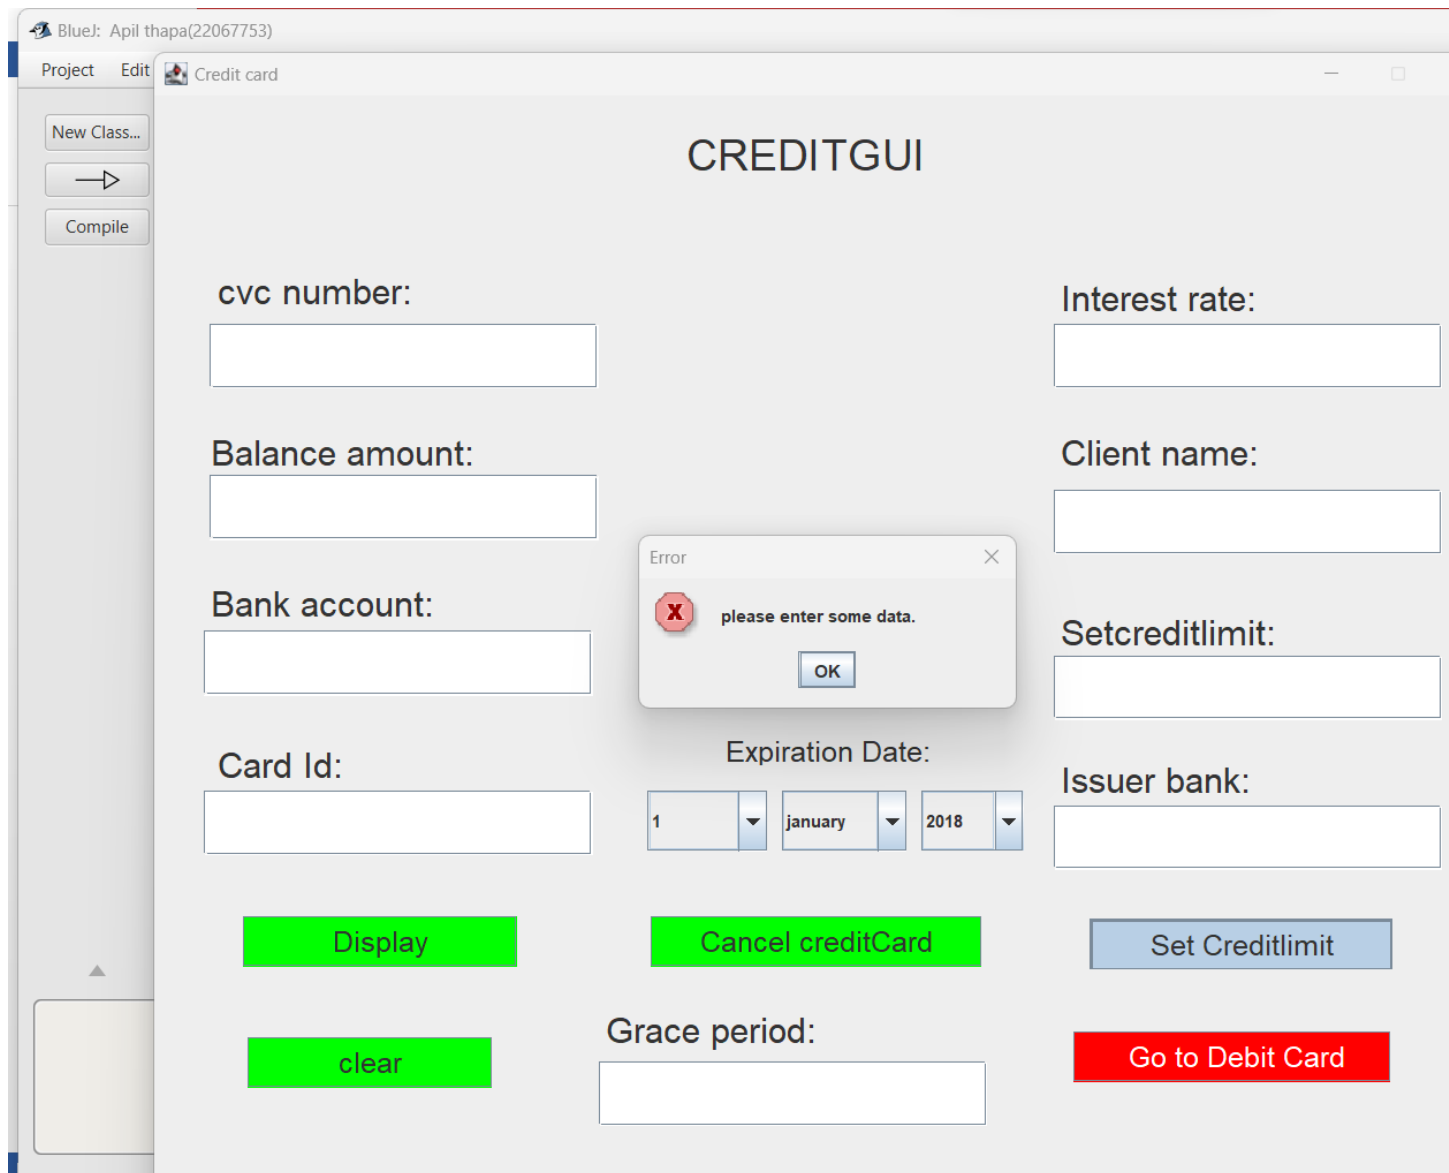 BlueJ: Apil thapa(22067753)
Project Edit
Credit card
New Class...
Compile
CREDITGUI
cvc number:
Interest rate:
Balance amount:
Client name:
Error
please enter some data.
OK
Bank account:
Setcreditlimit:
Card Id:
Expiration Date:
Issuer bank:
1 january 2018
Display
Cancel creditCard
Set Creditlimit
clear
Grace period:
Go to Debit Card